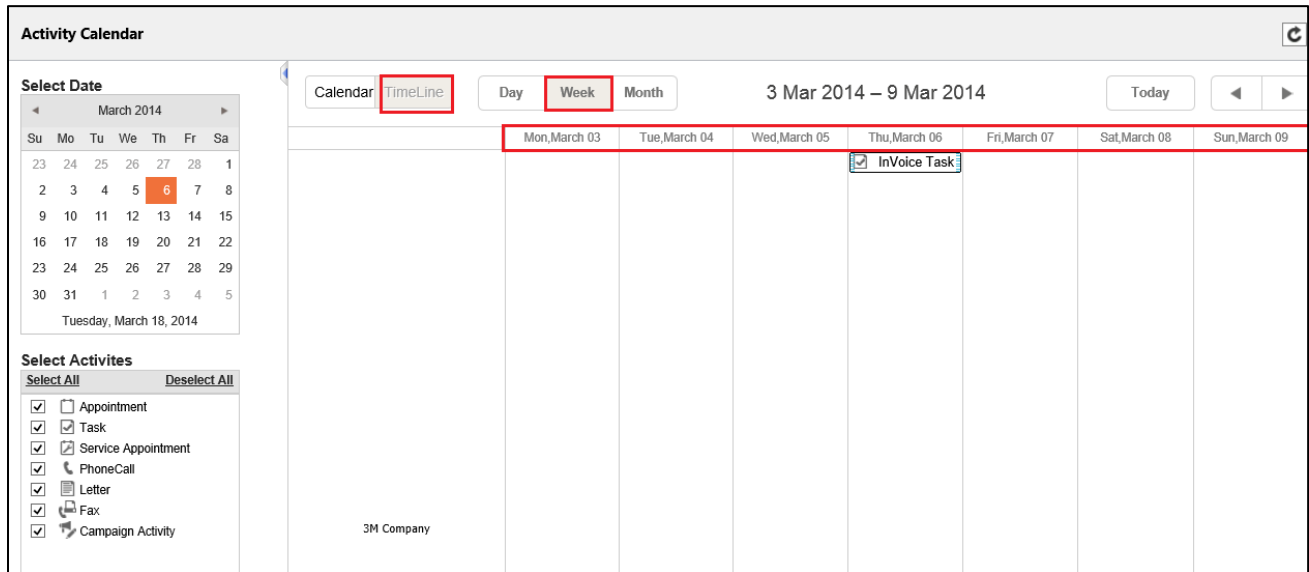 Activity Calendar
Select Date
March 2014
Su Mo Tu We Th Fr Sa
23 24 25 26 27 28 1
2 3 4 5 6 7 8
9 10 11 12 13 14 15
16 17 18 19 20 21 22
23 24 25 26 27 28 29
30 31 1 2 3 4 5
Tuesday, March 18, 2014
Select Activites
Select All Deselect All
Appointment
Task
Service Appointment
PhoneCall
Letter
Fax
Campaign Activity
Calendar TimeLine Day Week Month 3 Mar 2014 – 9 Mar 2014 Today
Mon,March 03 Tue,March 04 Wed,March 05 Thu,March 06 Fri,March 07 Sat,March 08 Sun,March 09
InVoice Task
3M Company